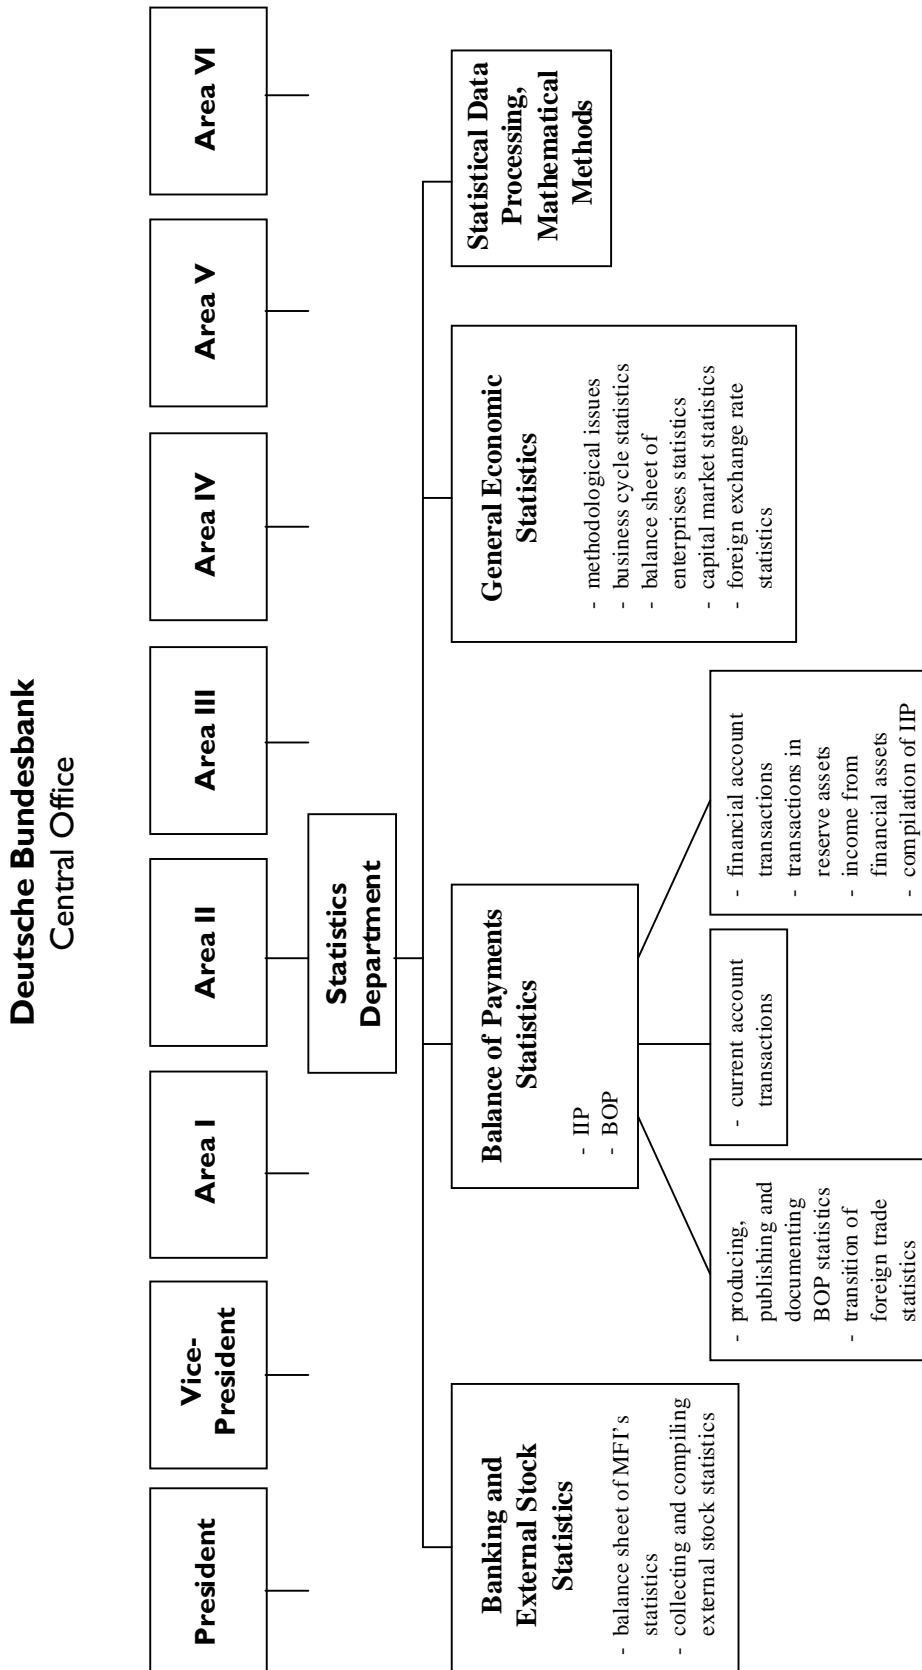 Deutsche Bundesbank
Central Office
President
Vice-
President
Area I
Area II
Area III
Area IV
Area V
Area VI
Statistics
Department
Banking and
External Stock
Statistics
- balance sheet of MFI's
statistics
- collecting and compiling
external stock statistics
Balance of Payments
Statistics
- IIP
- BOP
General Economic
Statistics
- methodological issues
- business cycle statistics
- balance sheet of
enterprises statistics
- capital market statistics
- foreign exchange rate
statistics
Statistical Data
Processing,
Mathematical
Methods
- producing,
publishing and
documenting
BOP statistics
- transition of
foreign trade
statistics
- current account
transactions
- financial account
transactions
- transactions in
reserve assets
- income from
financial assets
- compilation of IIP